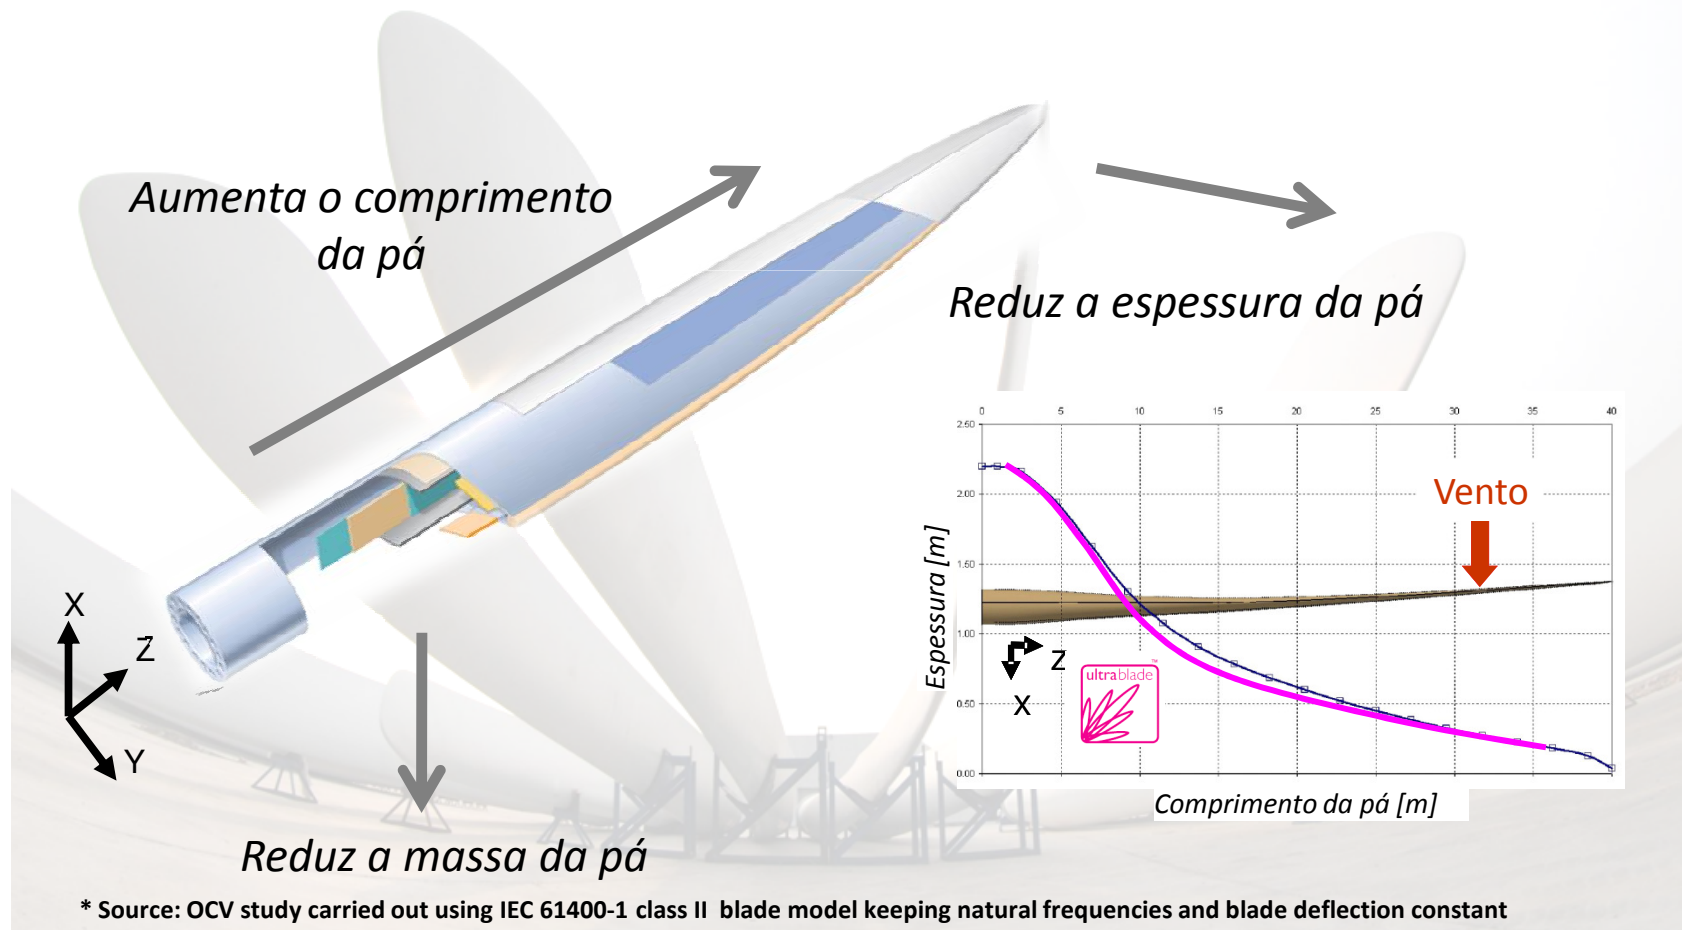 Aumenta o comprimento
da pá
Reduz a espessura da pá
X
Z
Y
Reduz a massa da pá
0 5 10 15 20 25 30 35 40
2.50
2.00
1.50
1.00
0.50
0.00
Espessura [m]
Vento
Z
X
ultrablade™
Comprimento da pá [m]
* Source: OCV study carried out using IEC 61400-1 class II blade model keeping natural frequencies and blade deflection constant